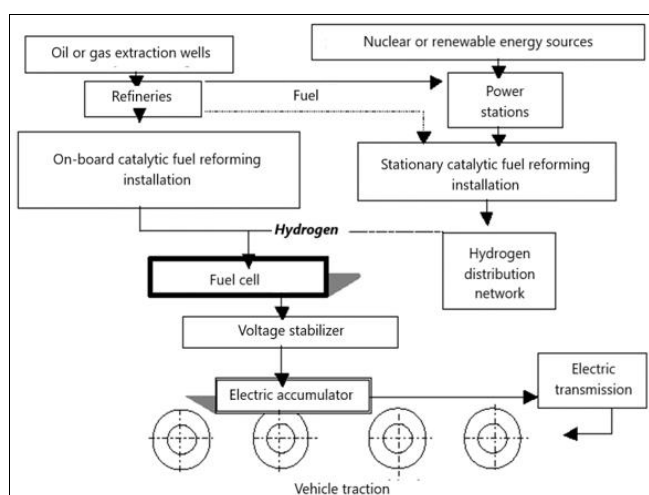 Oil or gas extraction wells
Nuclear or renewable energy sources
Refineries
Fuel
Power
stations
On-board catalytic fuel reforming
installation
Stationary catalytic fuel reforming
installation
Hydrogen
Fuel cell
Hydrogen
distribution
network
Voltage stabilizer
Electric accumulator
Electric
transmission
Vehicle traction